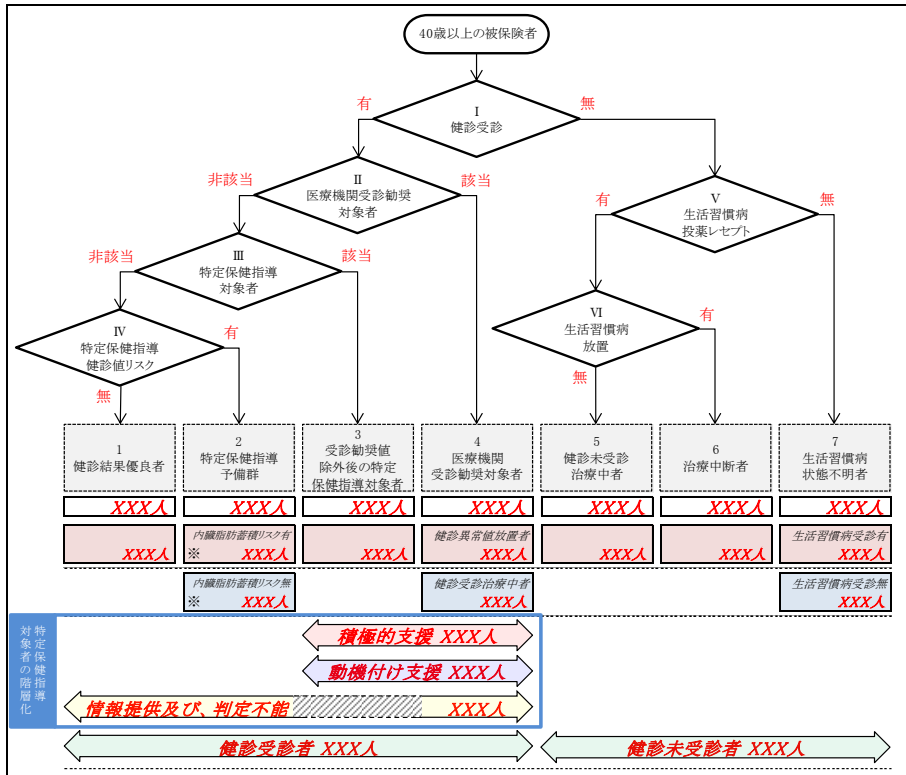 40歳以上の被保険者
Ⅰ
健診受診
有
無
Ⅱ
医療機関受診勧奨
対象者
非該当
該当
Ⅴ
生活習慣病
投薬レセプト
有
無
Ⅲ
特定保健指導
対象者
非該当
該当
Ⅳ
特定保健指導
健診値リスク
有
無
Ⅵ
生活習慣病
放置
有
無
1
健診結果優良者
2
特定保健指導
予備群
3
受診勧奨値
除外後の特定
保健指導対象者
4
医療機関
受診勧奨対象者
5
健診未受診
治療中者
6
治療中断者
7
生活習慣病
状態不明者
XXX人
XXX人
XXX人
XXX人
XXX人
XXX人
XXX人
XXX人
内臓脂肪蓄積リスク有
※ XXX人
XXX人
健診異常値放置者
XXX人
XXX人
XXX人
生活習慣病受診有
XXX人
内臓脂肪蓄積リスク無
※ XXX人
健診受診治療中者
XXX人
生活習慣病受診無
XXX人
特定保健指導
対象者の階層化
積極的支援 XXX人
動機付け支援 XXX人
情報提供及び、判定不能 XXX人
健診受診者 XXX人
健診未受診者 XXX人